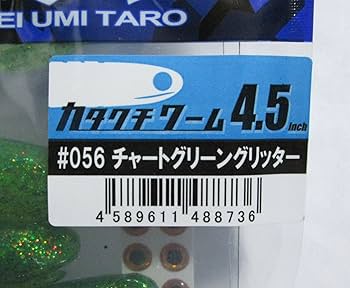 EI UMI TARO
カタクチワーム 4.5 inch
#056 チャートグリーングリッター
4 589611 488736